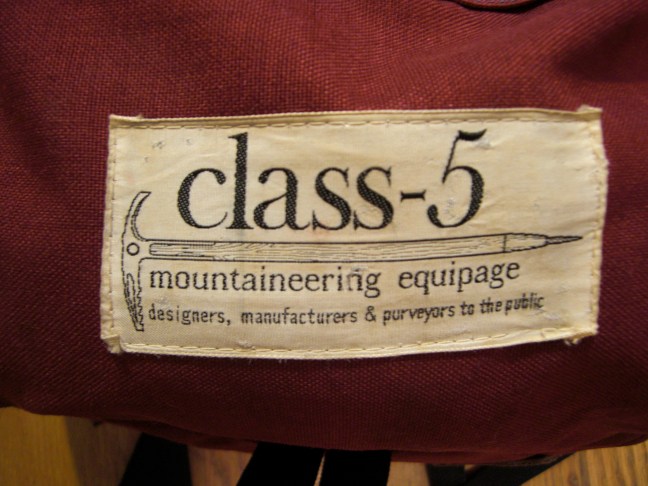 class-5
mountaineering equipage
designers, manufacturers & purveyors to the public